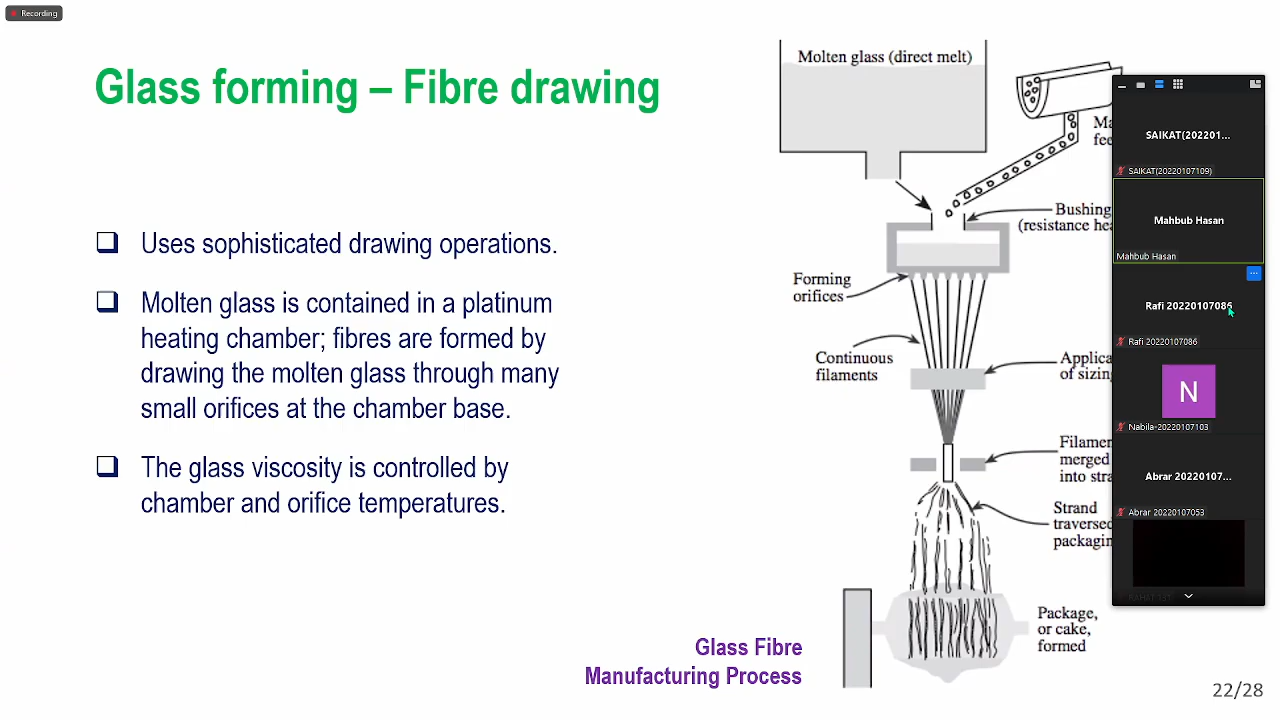 Recording
Glass forming – Fibre drawing
Uses sophisticated drawing operations.
Molten glass is contained in a platinum
heating chamber; fibres are formed by
drawing the molten glass through many
small orifices at the chamber base.
The glass viscosity is controlled by
chamber and orifice temperatures.
Molten glass (direct melt)
Bushing
(resistance
Forming
orifices
Continuous
filaments
of
merged
into
Strand
traversed
Package,
or cake,
formed
Glass Fibre
Manufacturing Process
SAIKAT(202201...
SAIKAT(20220107109)
Mahbub Hasan
Mahbub Hasan
Rafi 20220107086
Rafi 20220107086
N
Nabila-20220107103
Abrar 20220107...
Abrar 20220107053
22/28